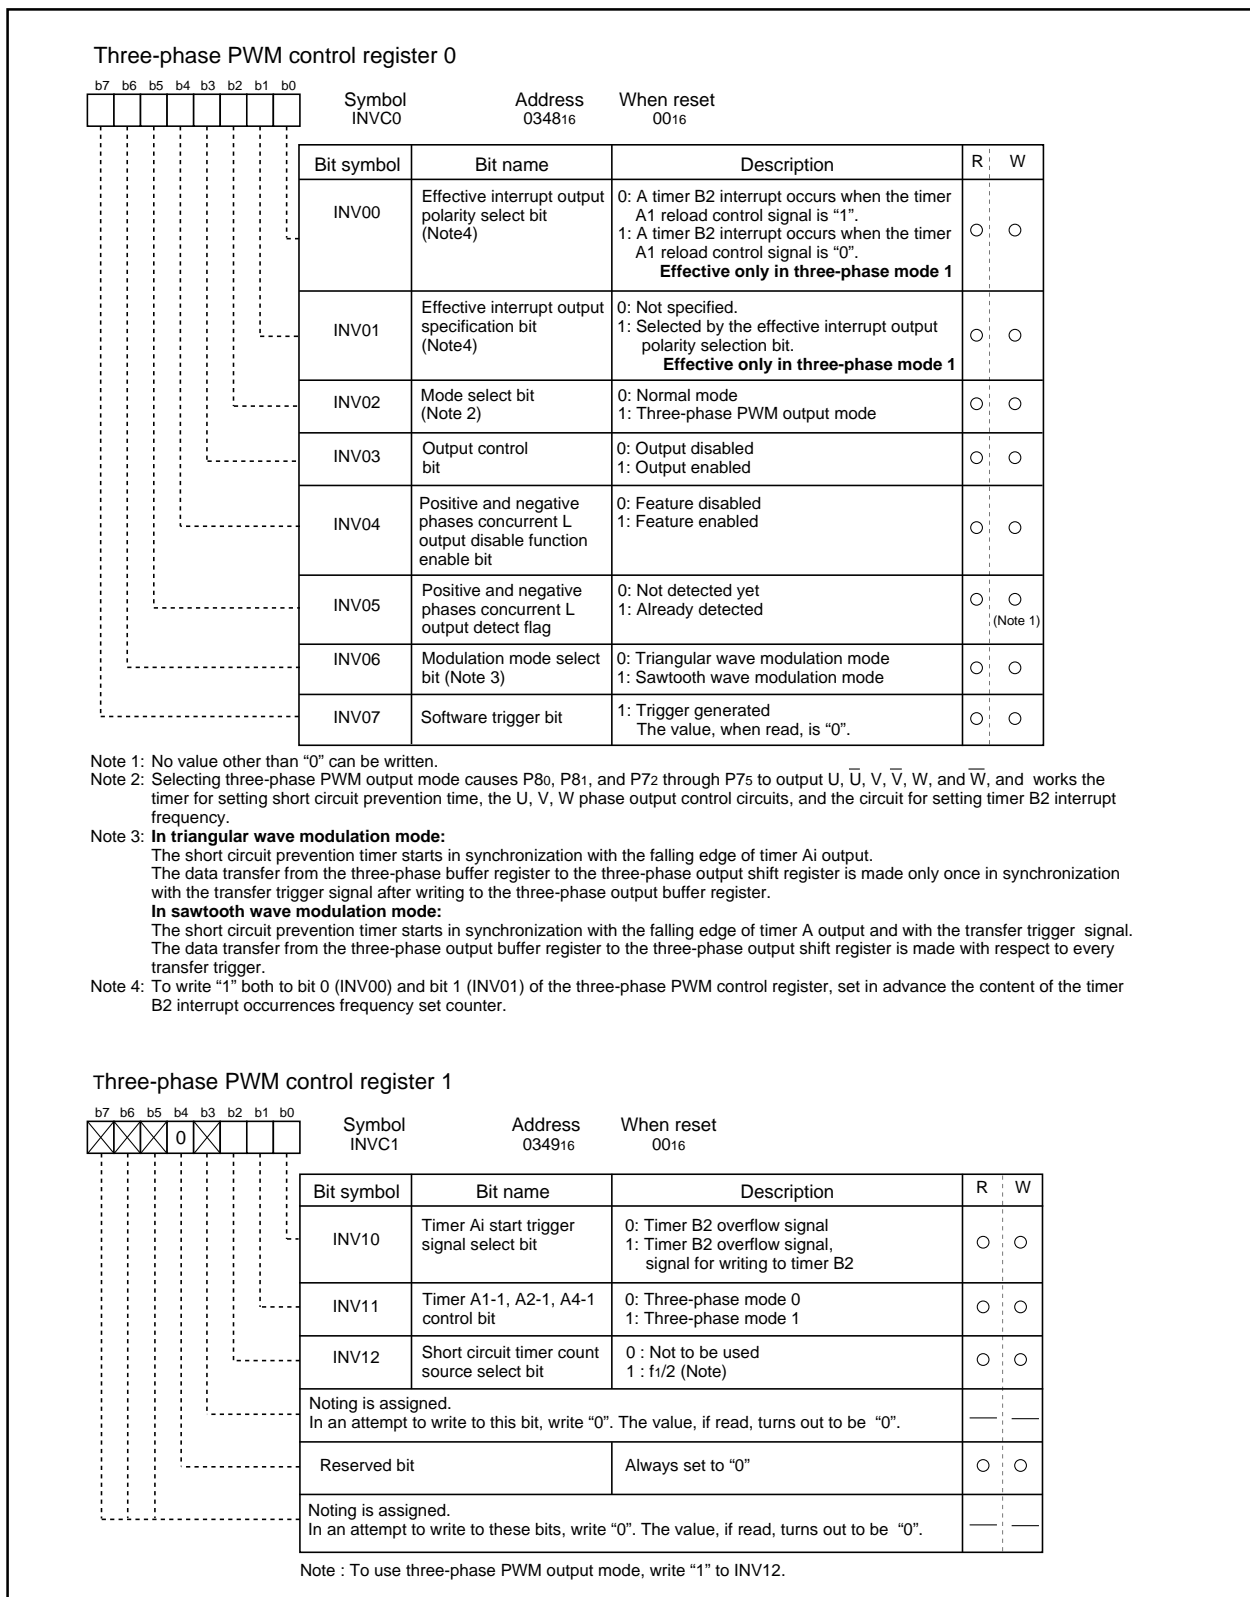 Three-phase PWM control register 0
b7 b6 b5 b4 b3 b2 b1 b0
Symbol Address When reset
INVC0 034816 0016
Bit symbol Bit name Description R W
INV00 Effective interrupt output polarity select bit (Note4) 0: A timer B2 interrupt occurs when the timer
A1 reload control signal is “1”.
1: A timer B2 interrupt occurs when the timer
A1 reload control signal is “0”.
Effective only in three-phase mode 1
INV01 Effective interrupt output specification bit (Note4) 0: Not specified.
1: Selected by the effective interrupt output
polarity selection bit.
Effective only in three-phase mode 1
INV02 Mode select bit (Note 2) 0: Normal mode
1: Three-phase PWM output mode
INV03 Output control bit 0: Output disabled
1: Output enabled
INV04 Positive and negative phases concurrent L output disable function enable bit 0: Feature disabled
1: Feature enabled
INV05 Positive and negative phases concurrent L output detect flag 0: Not detected yet
1: Already detected
(Note 1)
INV06 Modulation mode select bit (Note 3) 0: Triangular wave modulation mode
1: Sawtooth wave modulation mode
INV07 Software trigger bit 1: Trigger generated
The value, when read, is “0”.
Note 1: No value other than “0” can be written.
Note 2: Selecting three-phase PWM output mode causes P80, P81, and P72 through P75 to output U, U̅, V, V̅, W, and W̅, and works the
timer for setting short circuit prevention time, the U, V, W phase output control circuits, and the circuit for setting timer B2 interrupt
frequency.
Note 3: In triangular wave modulation mode:
The short circuit prevention timer starts in synchronization with the falling edge of timer Ai output.
The data transfer from the three-phase buffer register to the three-phase output shift register is made only once in synchronization
with the transfer trigger signal after writing to the three-phase output buffer register.
In sawtooth wave modulation mode:
The short circuit prevention timer starts in synchronization with the falling edge of timer A output and with the transfer trigger signal.
The data transfer from the three-phase output buffer register to the three-phase output shift register is made with respect to every
transfer trigger.
Note 4: To write “1” both to bit 0 (INV00) and bit 1 (INV01) of the three-phase PWM control register, set in advance the content of the timer
B2 interrupt occurrences frequency set counter.
Three-phase PWM control register 1
b7 b6 b5 b4 b3 b2 b1 b0
0
Symbol Address When reset
INVC1 034916 0016
Bit symbol Bit name Description R W
INV10 Timer Ai start trigger signal select bit 0: Timer B2 overflow signal
1: Timer B2 overflow signal,
signal for writing to timer B2
INV11 Timer A1-1, A2-1, A4-1 control bit 0: Three-phase mode 0
1: Three-phase mode 1
INV12 Short circuit timer count source select bit 0 : Not to be used
1 : f1/2 (Note)
Noting is assigned.
In an attempt to write to this bit, write “0”. The value, if read, turns out to be “0”.
Reserved bit Always set to “0”
Noting is assigned.
In an attempt to write to these bits, write “0”. The value, if read, turns out to be “0”.
Note : To use three-phase PWM output mode, write “1” to INV12.